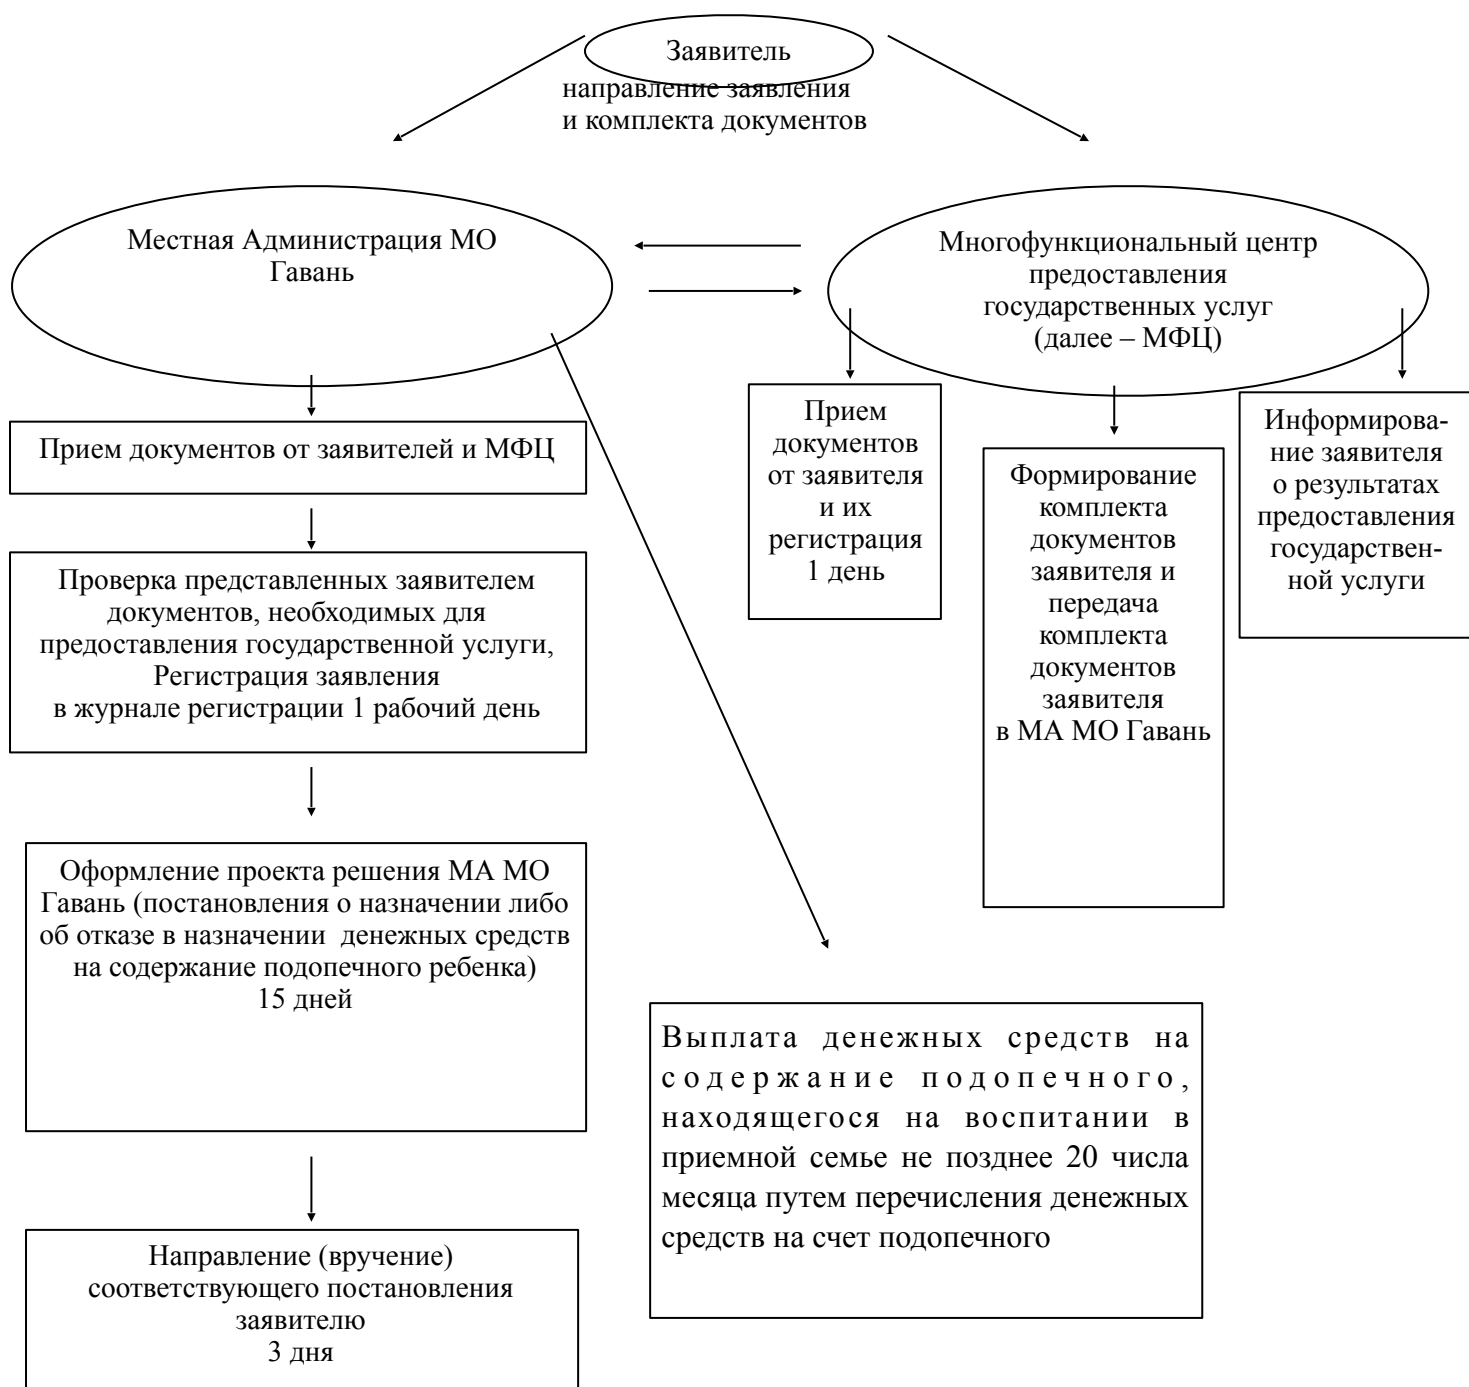 Заявитель
направление заявления
и комплекта документов
Местная Администрация МО
Гавань
Многофункциональный центр
предоставления
государственных услуг
(далее – МФЦ)
Прием документов от заявителей и МФЦ
Проверка представленных заявителем
документов, необходимых для
предоставления государственной услуги,
Регистрация заявления
в журнале регистрации 1 рабочий день
Оформление проекта решения МА МО
Гавань (постановления о назначении либо
об отказе в назначении денежных средств
на содержание подопечного ребенка)
15 дней
Направление (вручение)
соответствующего постановления
заявителю
3 дня
Прием
документов
от заявителя
и их
регистрация
1 день
Формирование
комплекта
документов
заявителя и
передача
комплекта
документов
заявителя
в МА МО Гавань
Информирова-
ние заявителя
о результатах
предоставления
государствен-
ной услуги
Выплата денежных средств на
содержание подопечного,
находящегося на воспитании в
приемной семье не позднее 20 числа
месяца путем перечисления денежных
средств на счет подопечного